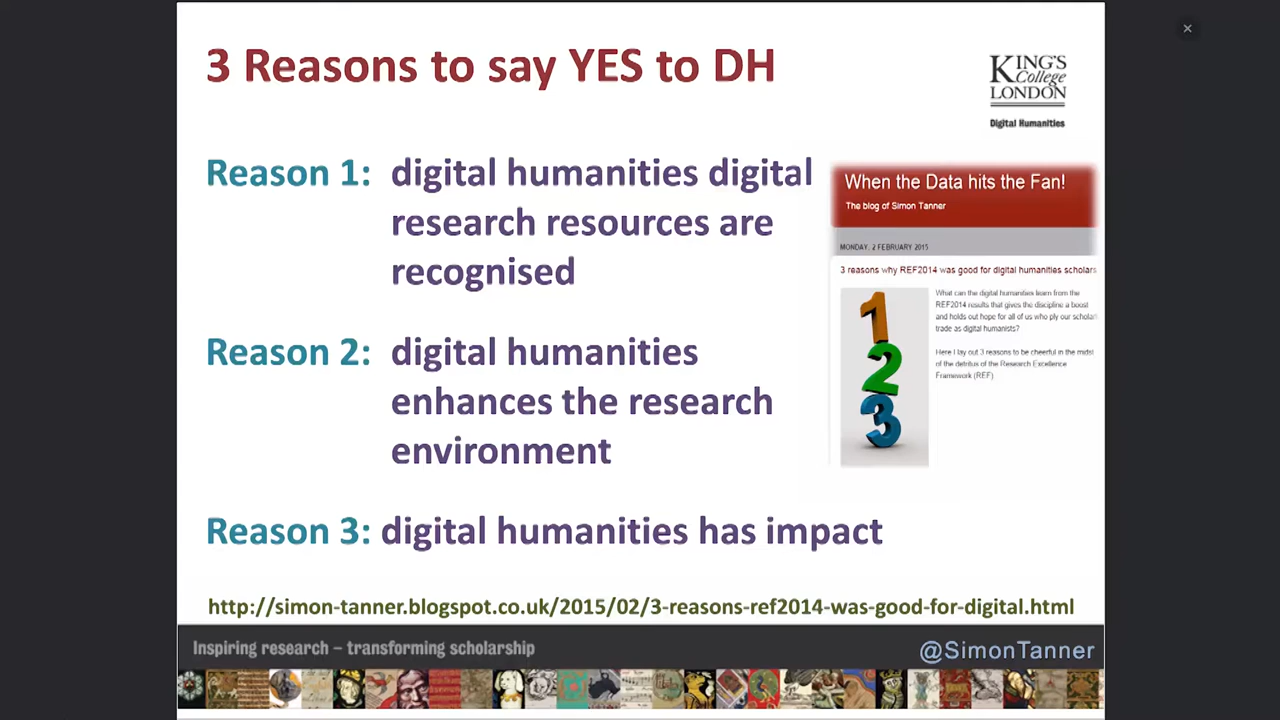 3 Reasons to say YES to DH
KING'S
College
LONDON
Digital Humanities
Reason 1: digital humanities digital
research resources are
recognised
Reason 2: digital humanities
enhances the research
environment
Reason 3: digital humanities has impact
When the Data hits the Fan!
The blog of Simon Tanner
MONDAY, 2 FEBRUARY 2015
3 reasons why REF2014 was good for digital humanities scholars
1
2
3
What can the digital humanities learn from the
REF2014 results that gives the discipline a boost
and holds out hope for all of us who ply our scholar
trade as digital humanists?
Here I lay out 3 reasons to be cheerful in the midst
of the detritus of the Research Excellence
Framework (REF)
http://simon-tanner.blogspot.co.uk/2015/02/3-reasons-ref2014-was-good-for-digital.html
Inspiring research – transforming scholarship
@SimonTanner